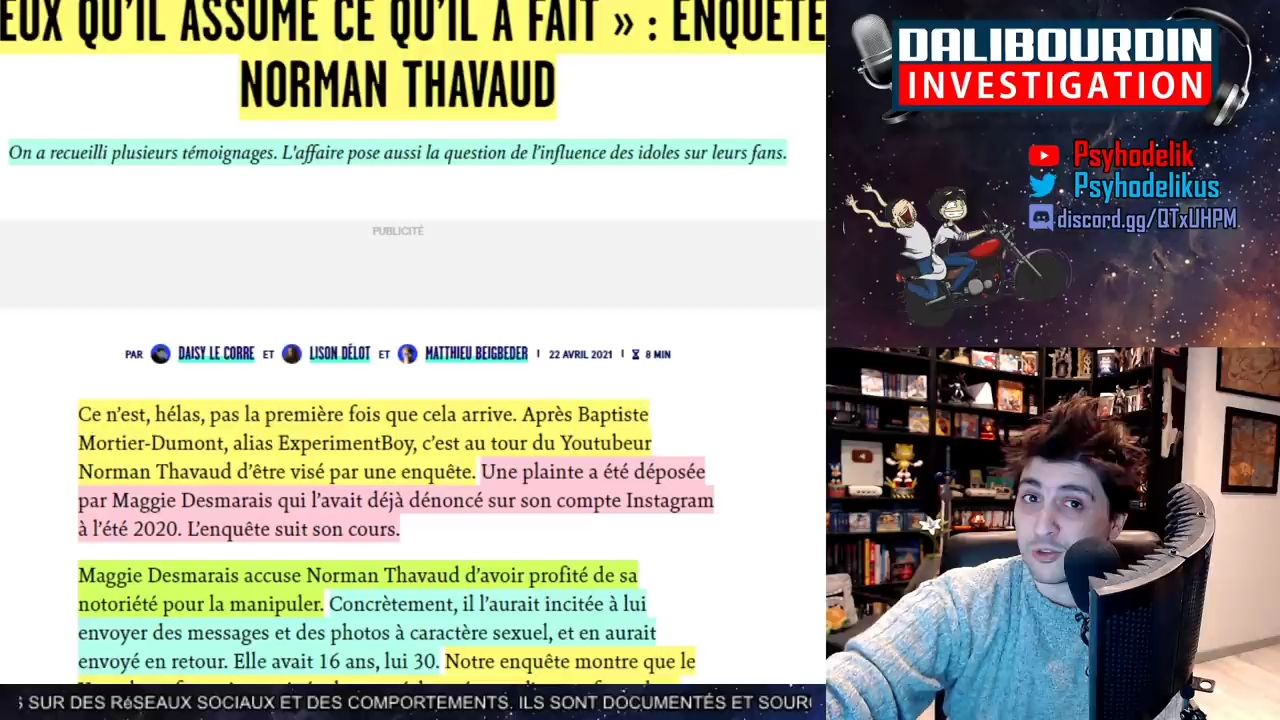 EUX QU'IL ASSUME CE QU'IL A FAIT » : ENQUÊTE
NORMAN THAVAUD
On a recueilli plusieurs témoignages. L'affaire pose aussi la question de l'influence des idoles sur leurs fans.
PUBLICITÉ
PAR DAISY LE CORRE ET LISON DÉLOT ET MATTHIEU BEIGBEDER | 22 AVRIL 2021 | 8 MIN
Ce n'est, hélas, pas la première fois que cela arrive. Après Baptiste
Mortier-Dumont, alias ExperimentBoy, c'est au tour du Youtubeur
Norman Thavaud d'être visé par une enquête. Une plainte a été déposée
par Maggie Desmarais qui l'avait déjà dénoncé sur son compte Instagram
à l'été 2020. L'enquête suit son cours.
Maggie Desmarais accuse Norman Thavaud d'avoir profité de sa
notoriété pour la manipuler. Concrètement, il l'aurait incitée à lui
envoyer des messages et des photos à caractère sexuel, et en aurait
envoyé en retour. Elle avait 16 ans, lui 30. Notre enquête montre que le
DALIBOURDIN
INVESTIGATION
Psyhodelik
Psyhodelikus
discord.gg/QTxUHPM
S SUR DES RéSEAUX SOCIAUX ET DES COMPORTEMENTS. ILS SONT DOCUMENTÉS ET SOUR